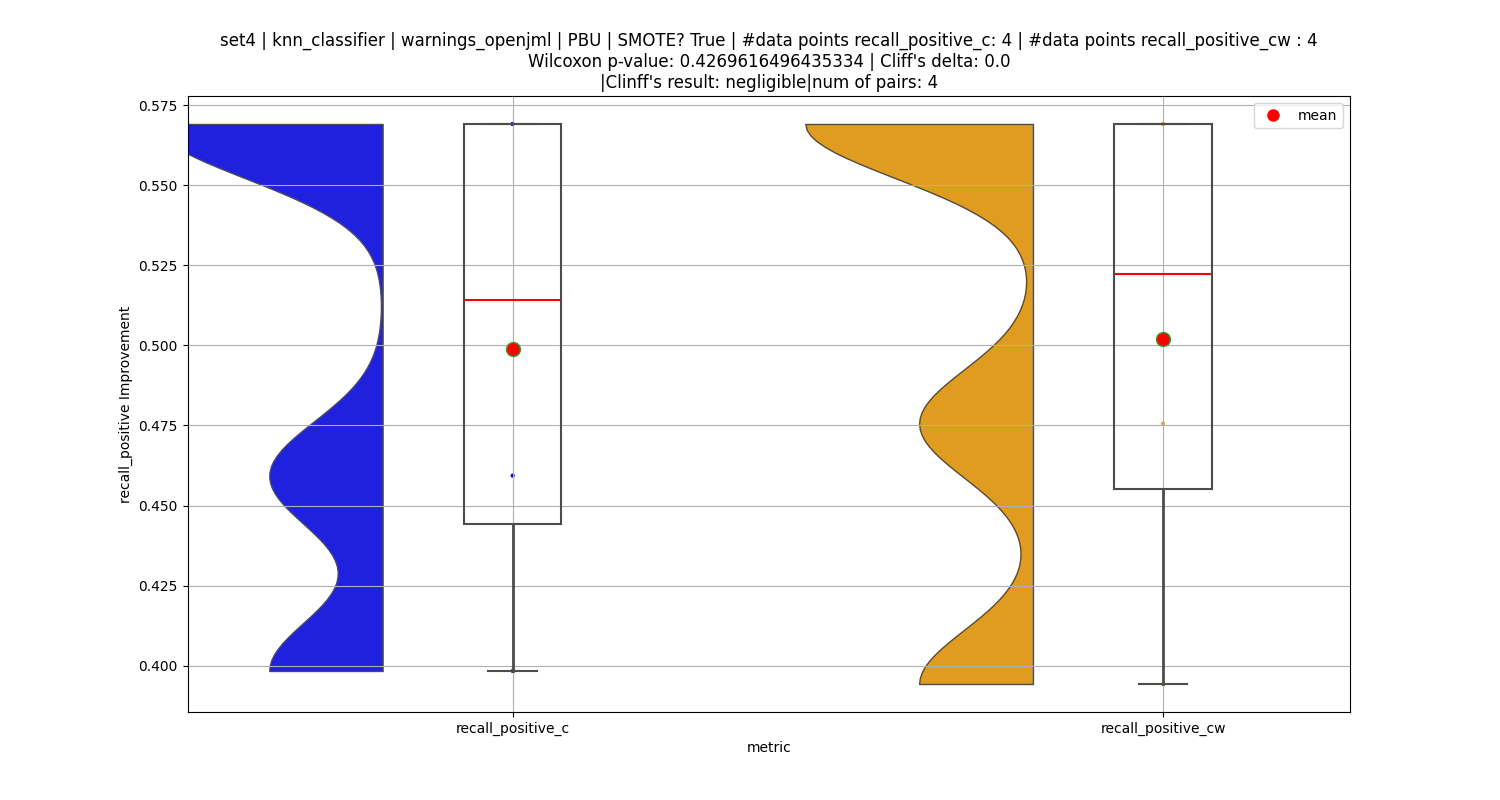 set4 | knn_classifier | warnings_openjml | PBU | SMOTE? True | #data points recall_positive_c: 4 | #data points recall_positive_cw : 4
Wilcoxon p-value: 0.4269616496435334 | Cliff's delta: 0.0
|Clinff's result: negligible|num of pairs: 4
mean
0.575
0.550
0.525
0.500
0.475
0.450
0.425
0.400
recall_positive Improvement
recall_positive_c
recall_positive_cw
metric